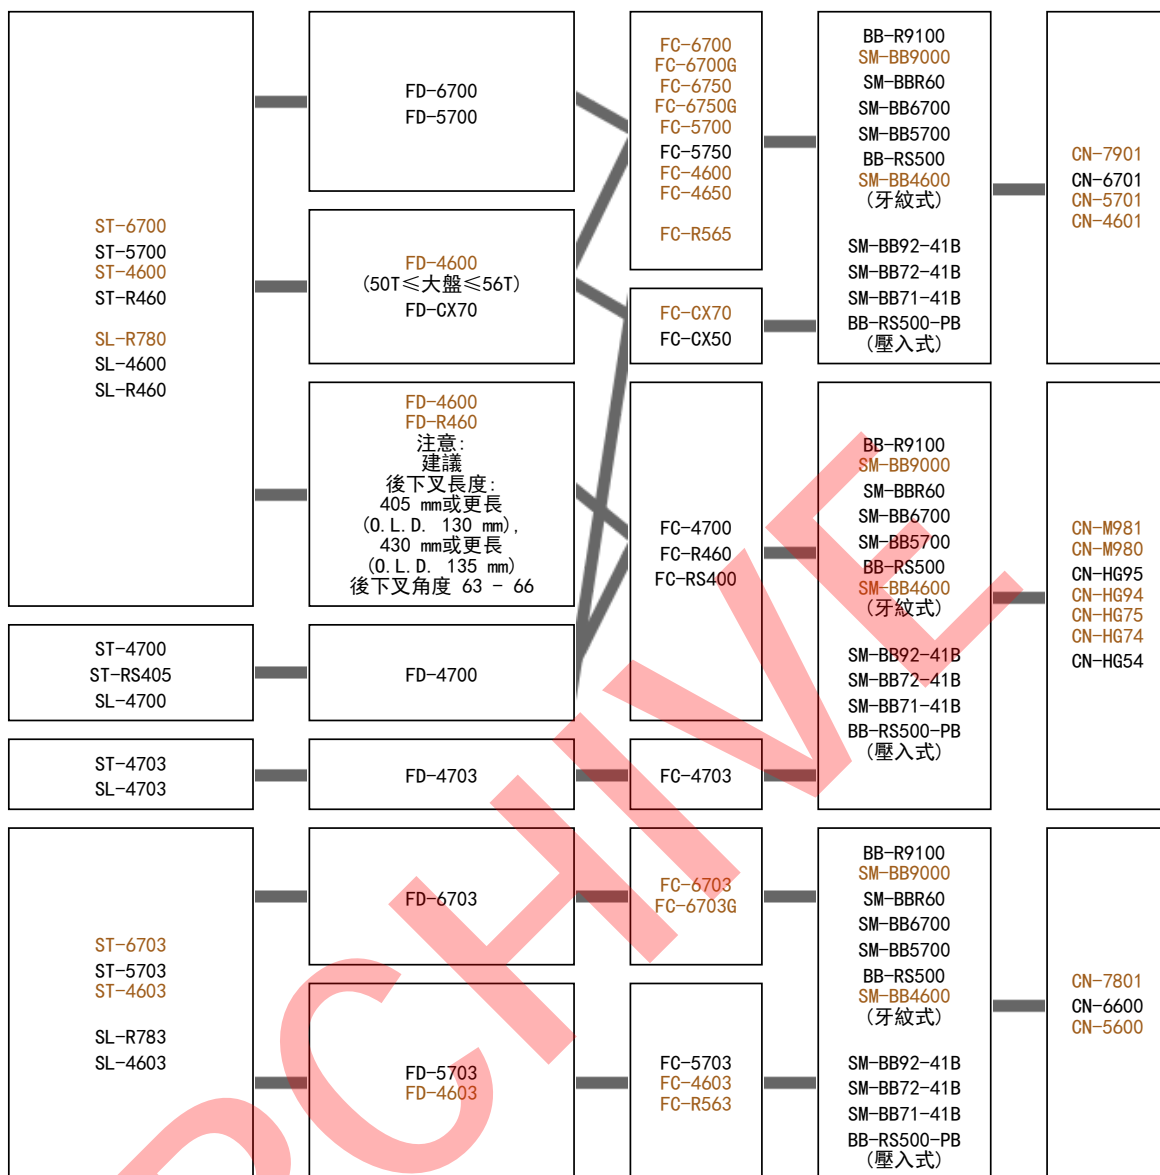 ST-6700
ST-5700
ST-4600
ST-R460
SL-R780
SL-4600
SL-R460
FD-6700
FD-5700
FD-4600
(50T≤大盤≤56T)
FD-CX70
FD-4600
FD-R460
注意:
建議
後下叉長度:
405 mm或更長
(O.L.D. 130 mm),
430 mm或更長
(O.L.D. 135 mm)
後下叉角度 63 - 66
FC-6700
FC-6700G
FC-6750
FC-6750G
FC-5700
FC-5750
FC-4600
FC-4650
FC-R565
FC-CX70
FC-CX50
BB-R9100
SM-BB9000
SM-BBR60
SM-BB6700
SM-BB5700
BB-RS500
SM-BB4600
(牙紋式)
SM-BB92-41B
SM-BB72-41B
SM-BB71-41B
BB-RS500-PB
(壓入式)
CN-7901
CN-6701
CN-5701
CN-4601
ST-4700
ST-RS405
SL-4700
FD-4700
FC-4700
FC-R460
FC-RS400
ST-4703
SL-4703
FD-4703
FC-4703
BB-R9100
SM-BB9000
SM-BBR60
SM-BB6700
SM-BB5700
BB-RS500
SM-BB4600
(牙紋式)
SM-BB92-41B
SM-BB72-41B
SM-BB71-41B
BB-RS500-PB
(壓入式)
CN-M981
CN-M980
CN-HG95
CN-HG94
CN-HG75
CN-HG74
CN-HG54
ST-6703
ST-5703
ST-4603
SL-R783
SL-4603
FD-6703
FC-6703
FC-6703G
FD-5703
FD-4603
FC-5703
FC-4603
FC-R563
BB-R9100
SM-BB9000
SM-BBR60
SM-BB6700
SM-BB5700
BB-RS500
SM-BB4600
(牙紋式)
SM-BB92-41B
SM-BB72-41B
SM-BB71-41B
BB-RS500-PB
(壓入式)
CN-7801
CN-6600
CN-5600
PCHIVE